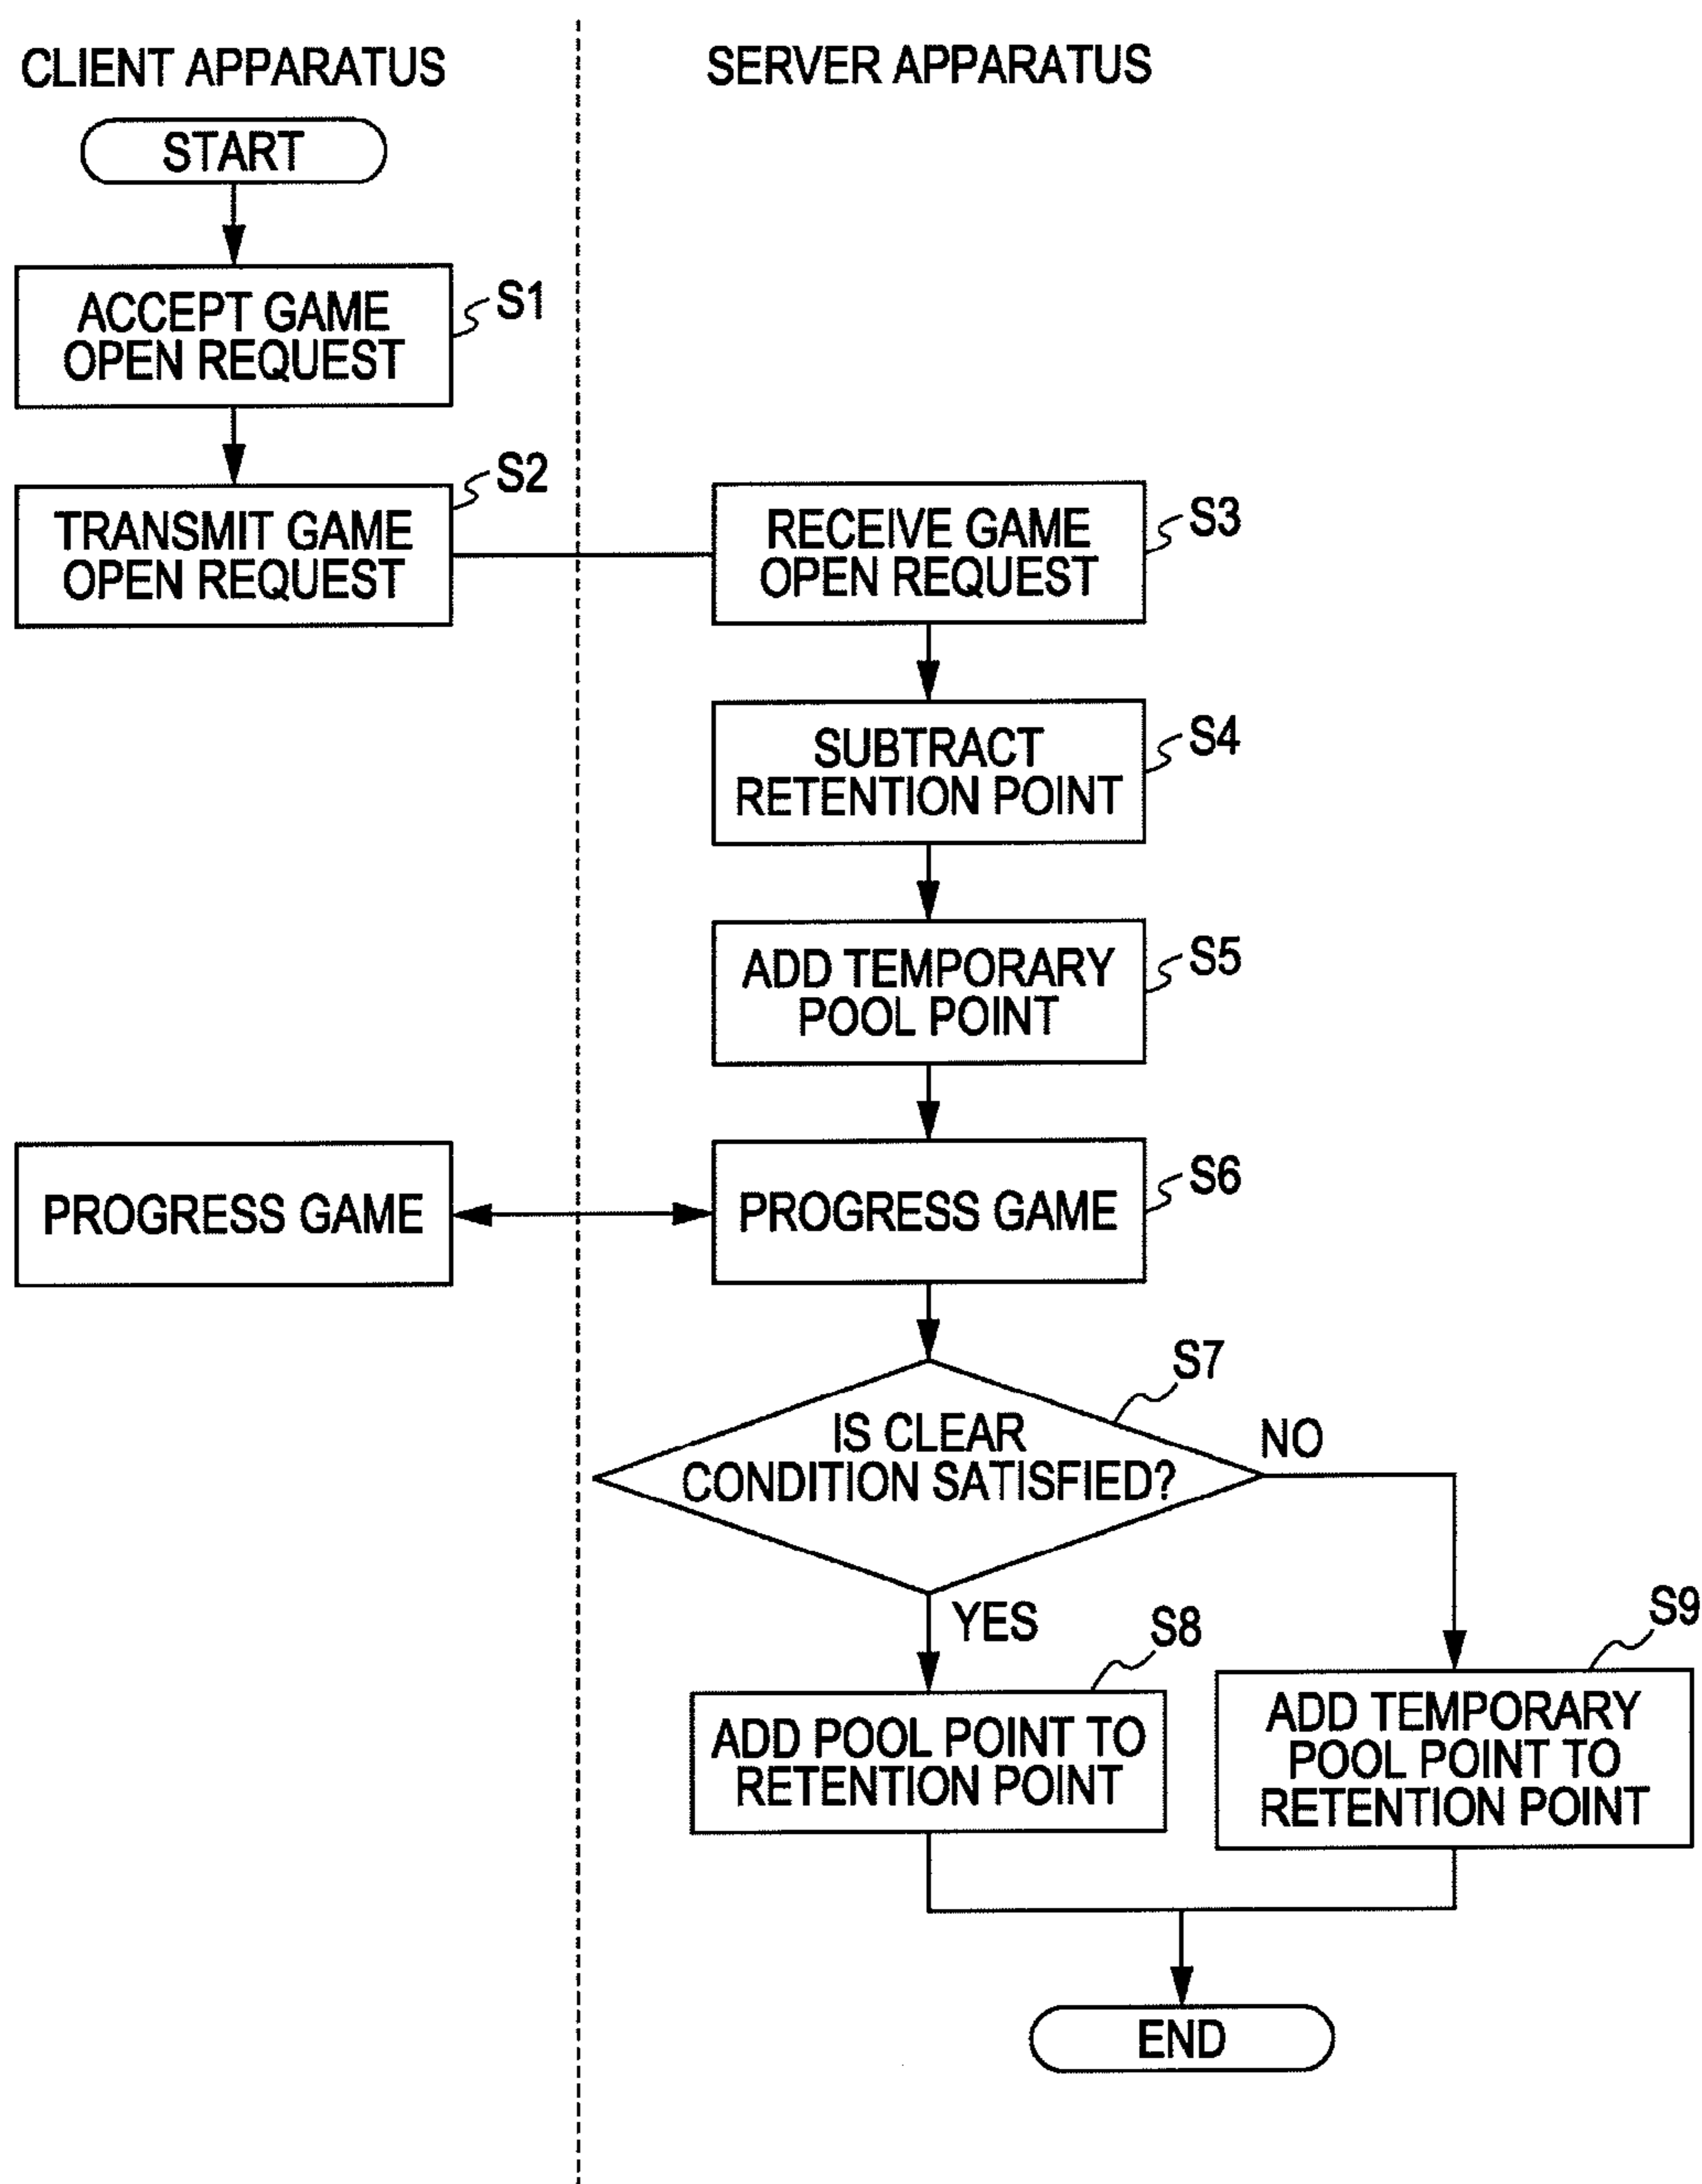 CLIENT APPARATUS
SERVER APPARATUS
START
ACCEPT GAME
OPEN REQUEST
S1
TRANSMIT GAME
OPEN REQUEST
S2
RECEIVE GAME
OPEN REQUEST
S3
SUBTRACT
RETENTION POINT
S4
ADD TEMPORARY
POOL POINT
S5
PROGRESS GAME
PROGRESS GAME
S6
IS CLEAR
CONDITION SATISFIED?
S7
NO
YES
S8
ADD POOL POINT TO
RETENTION POINT
S9
ADD TEMPORARY
POOL POINT TO
RETENTION POINT
END